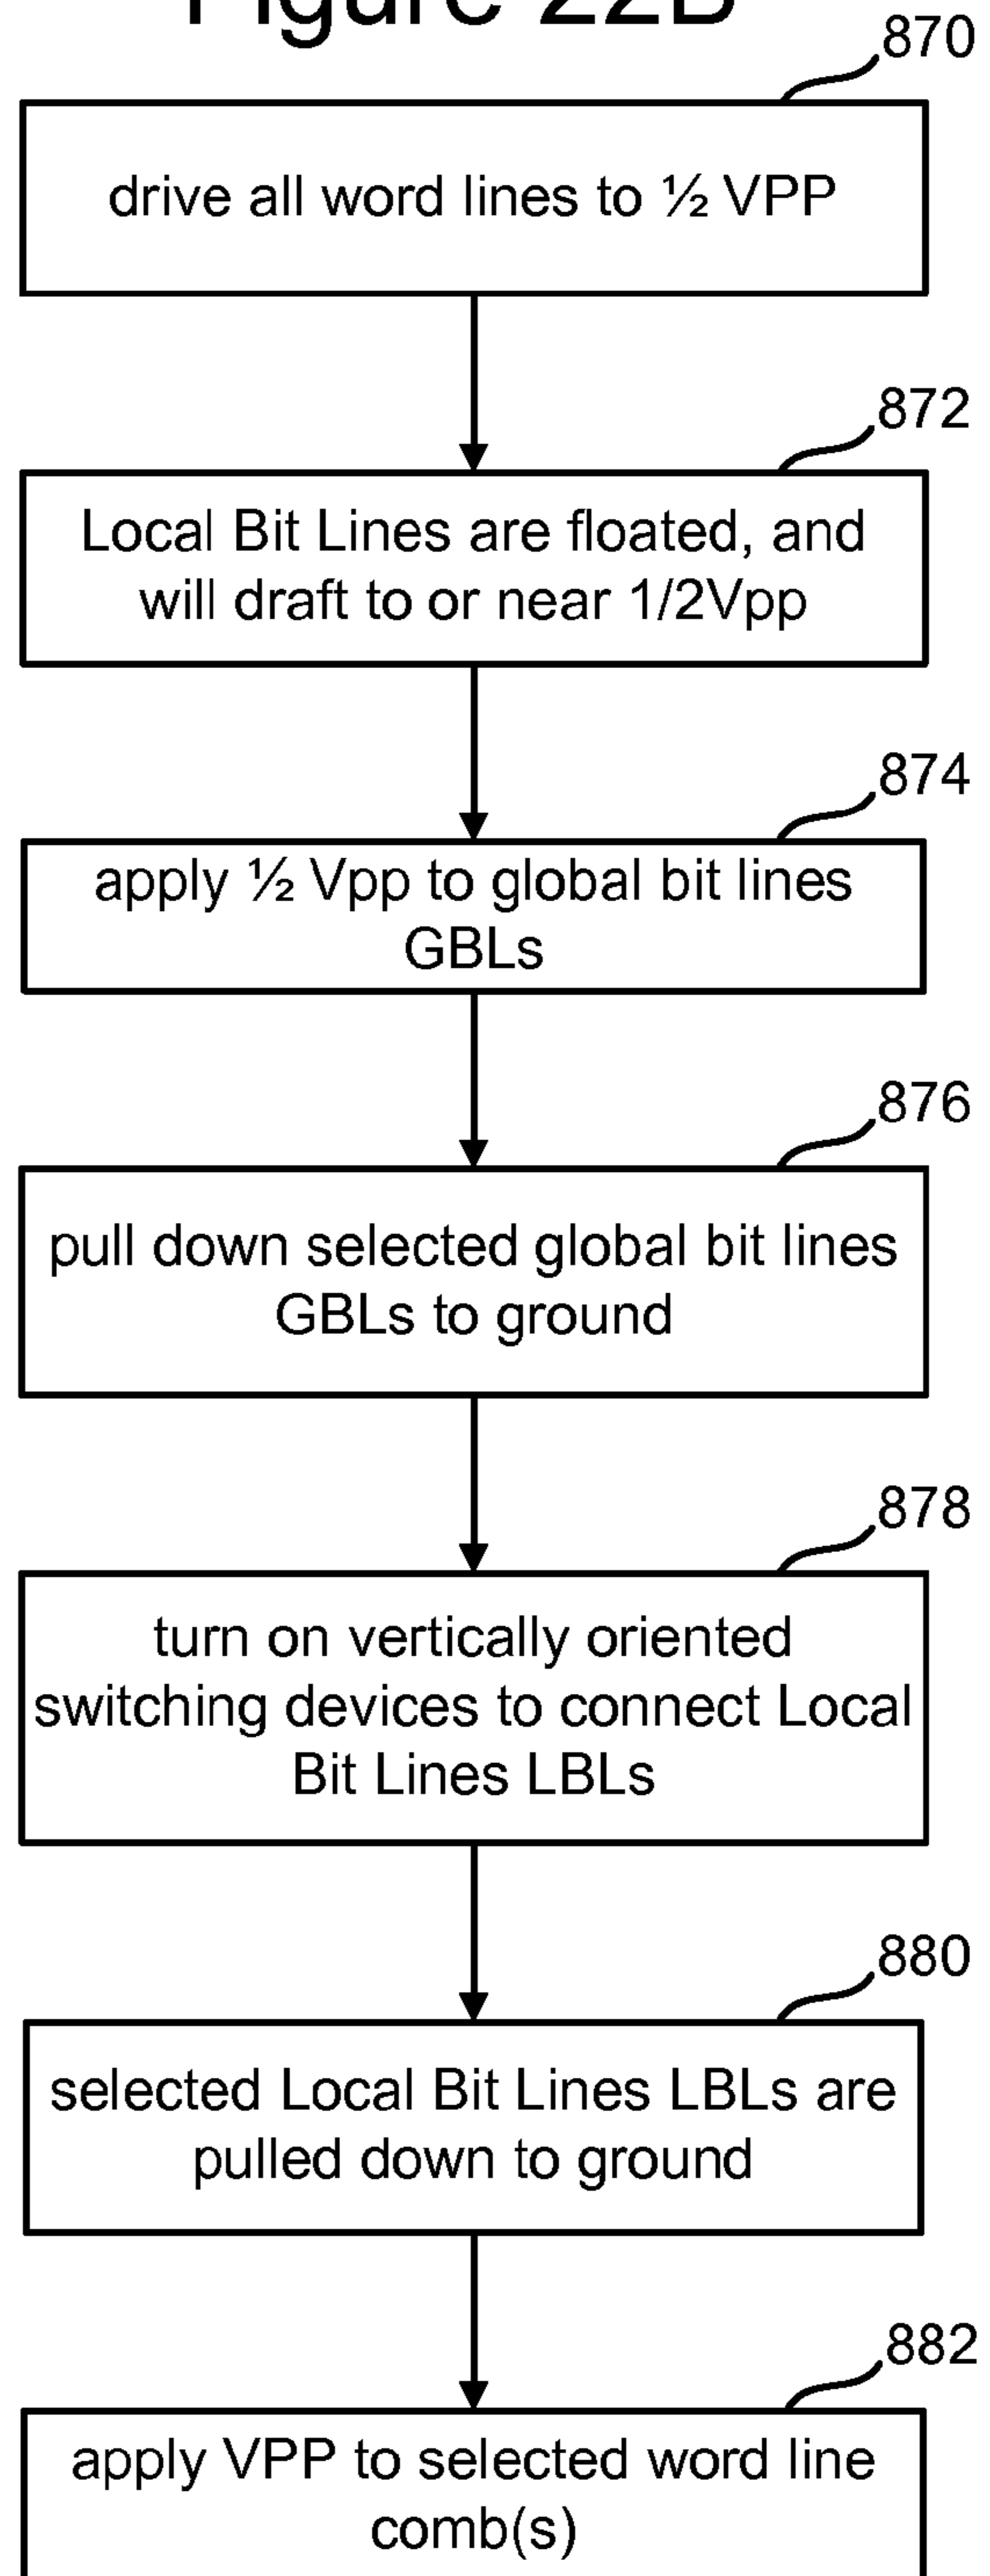 Figure 22B
870
drive all word lines to ½ VPP
872
Local Bit Lines are floated, and
will draft to or near 1/2Vpp
874
apply ½ Vpp to global bit lines
GBLs
876
pull down selected global bit lines
GBLs to ground
878
turn on vertically oriented
switching devices to connect Local
Bit Lines LBLs
880
selected Local Bit Lines LBLs are
pulled down to ground
882
apply VPP to selected word line
comb(s)